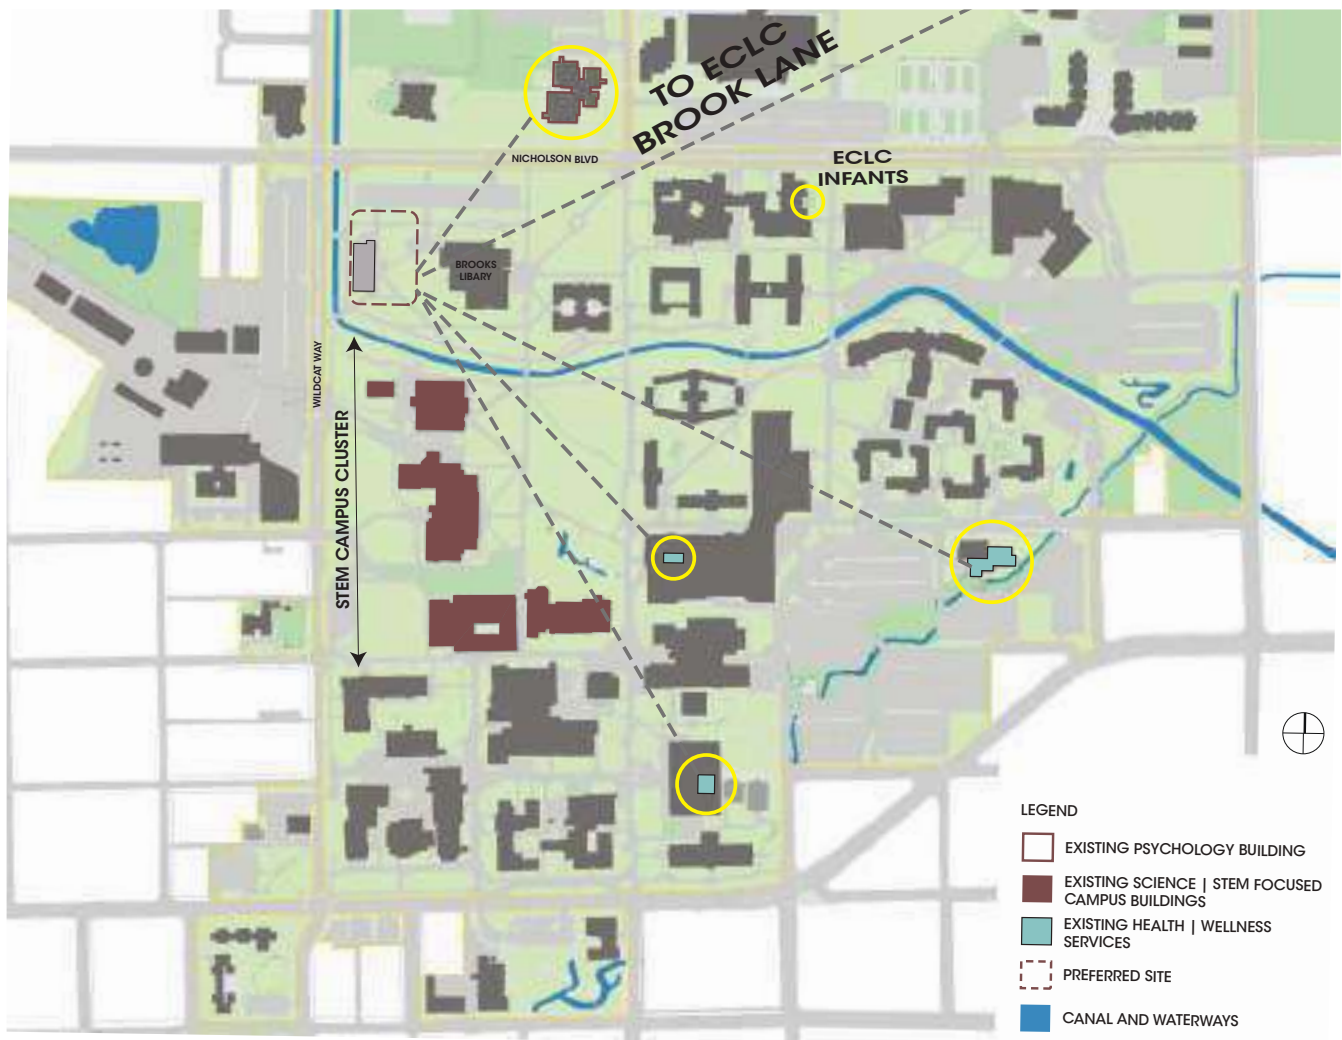 TO ECLC
BROOK LANE
NICHOLSON BLVD
ECLC
INFANTS
BROOKS
LIBARY
WILDCAT WAY
STEM CAMPUS CLUSTER
LEGEND
EXISTING PSYCHOLOGY BUILDING
EXISTING SCIENCE | STEM FOCUSED
CAMPUS BUILDINGS
EXISTING HEALTH | WELLNESS
SERVICES
PREFERRED SITE
CANAL AND WATERWAYS